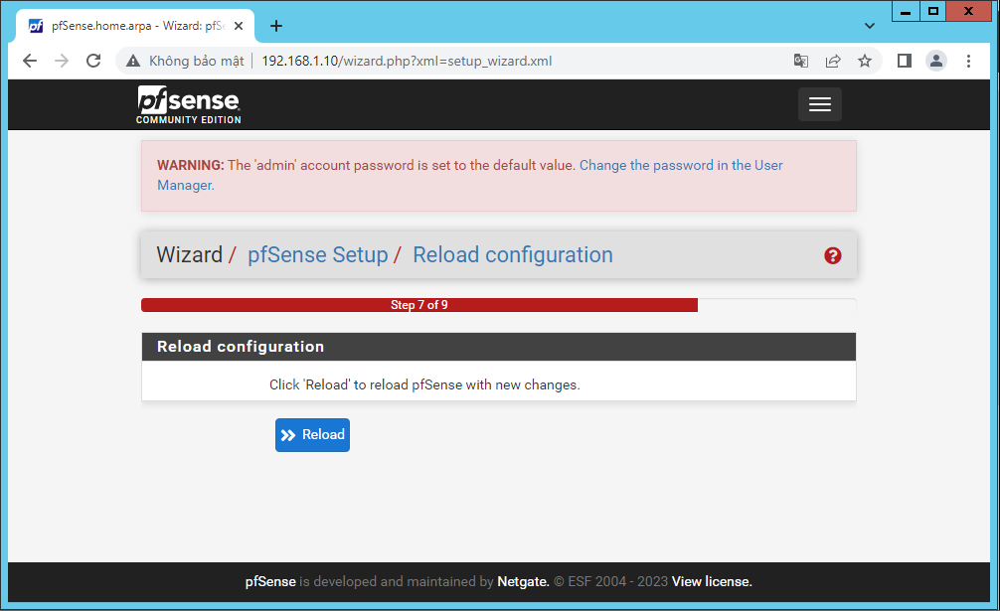 pfSense.home.arpa - Wizard: pfSe
Không bảo mật 192.168.1.10/wizard.php?xml=setup_wizard.xml
pfsense
COMMUNITY EDITION
WARNING: The 'admin' account password is set to the default value. Change the password in the User
Manager.
Wizard / pfSense Setup / Reload configuration
Step 7 of 9
Reload configuration
Click 'Reload' to reload pfSense with new changes.
Reload
pfSense is developed and maintained by Netgate. © ESF 2004 - 2023 View license.